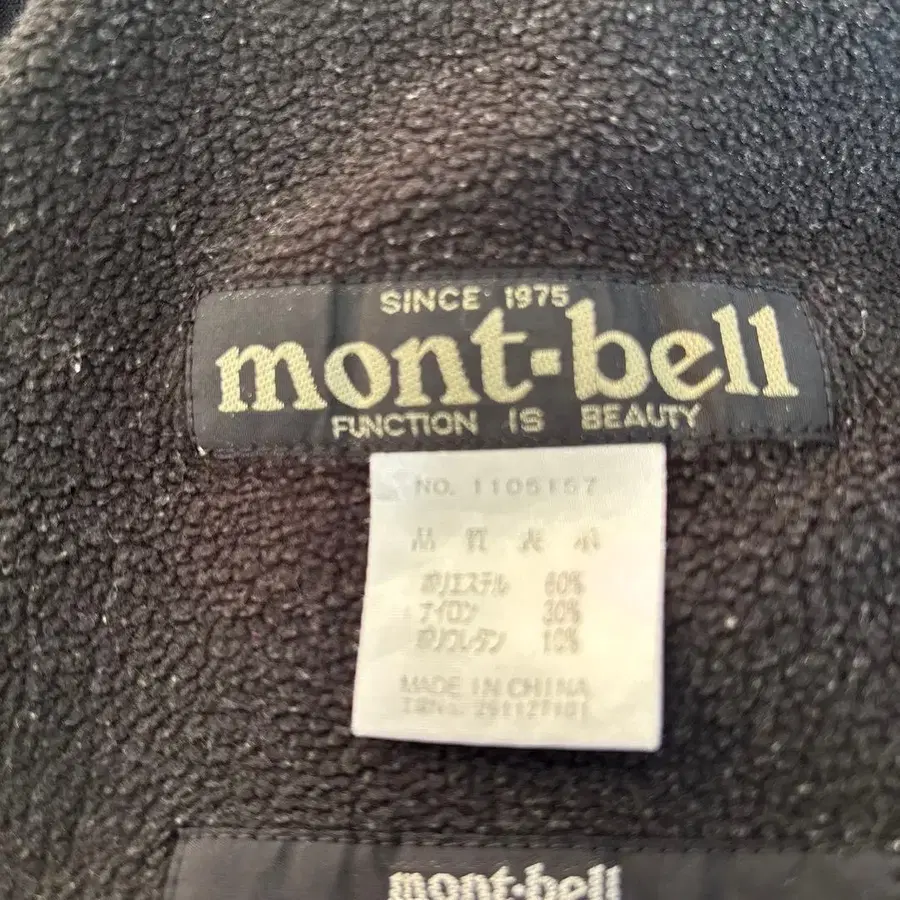 SINCE 1975
mont-bell
FUNCTION IS BEAUTY
NO. 1105157
品質表示
ポリエステル 60%
ナイロン 30%
ポリウレタン 10%
MADE IN CHINA
mont-bell